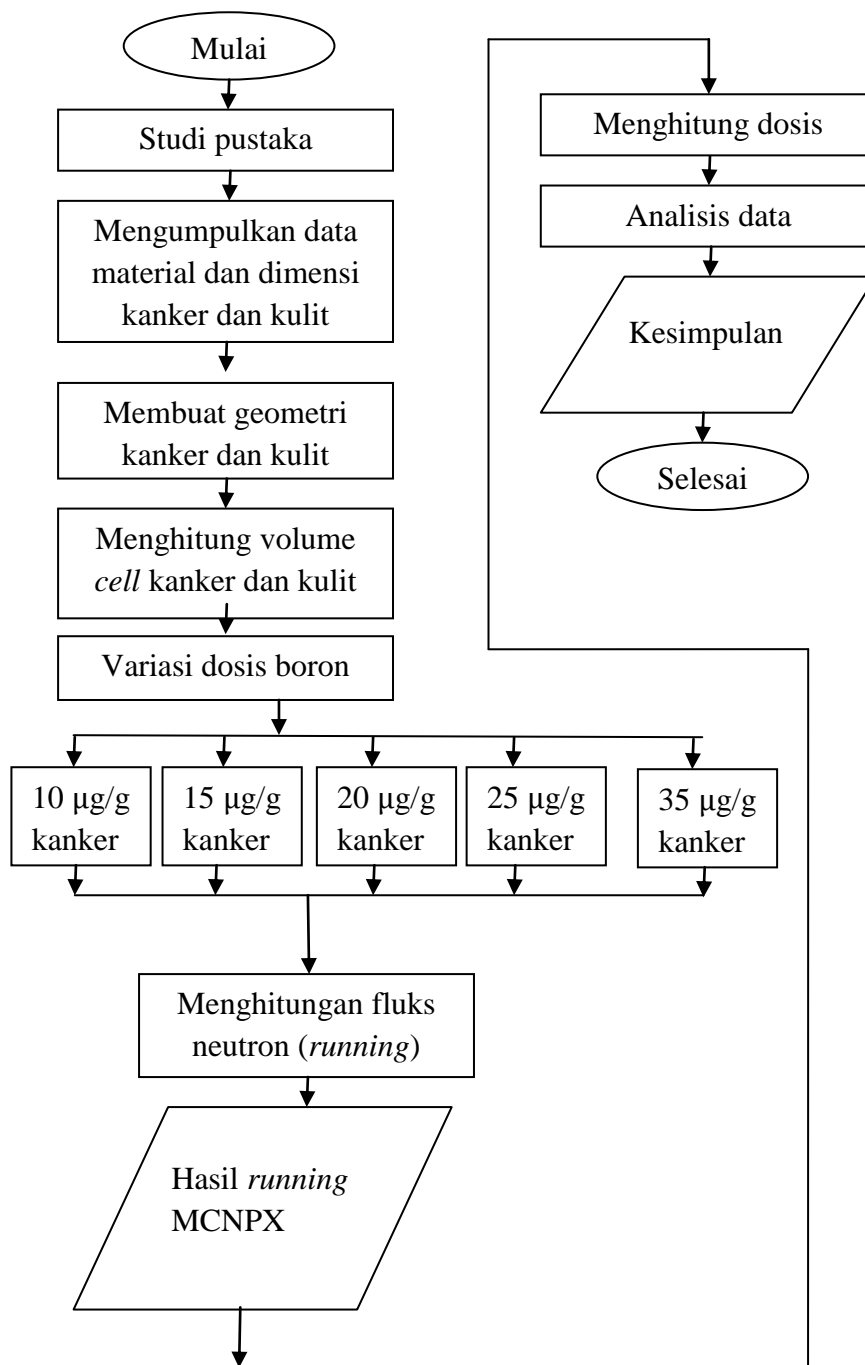 Mulai
Studi pustaka
Mengumpulkan data
material dan dimensi
kanker dan kulit
Membuat geometri
kanker dan kulit
Menghitung volume
cell kanker dan kulit
Variasi dosis boron
10 μg/g
kanker
15 μg/g
kanker
20 μg/g
kanker
25 μg/g
kanker
35 μg/g
kanker
Menghitungan fluks
neutron (running)
Hasil running
MCNPX
Menghitung dosis
Analisis data
Kesimpulan
Selesai